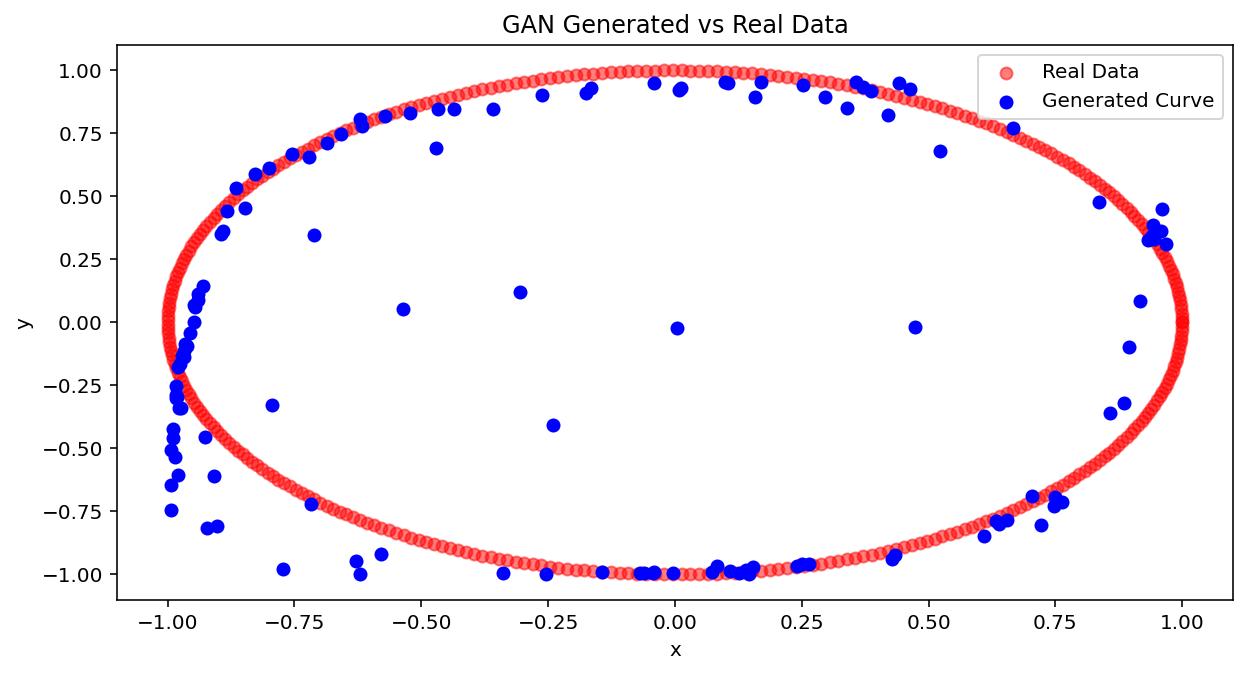 GAN Generated vs Real Data
Real Data
Generated Curve
1.00
0.75
0.50
0.25
0.00
−0.25
−0.50
−0.75
−1.00
y
−1.00 −0.75 −0.50 −0.25 0.00 0.25 0.50 0.75 1.00
x